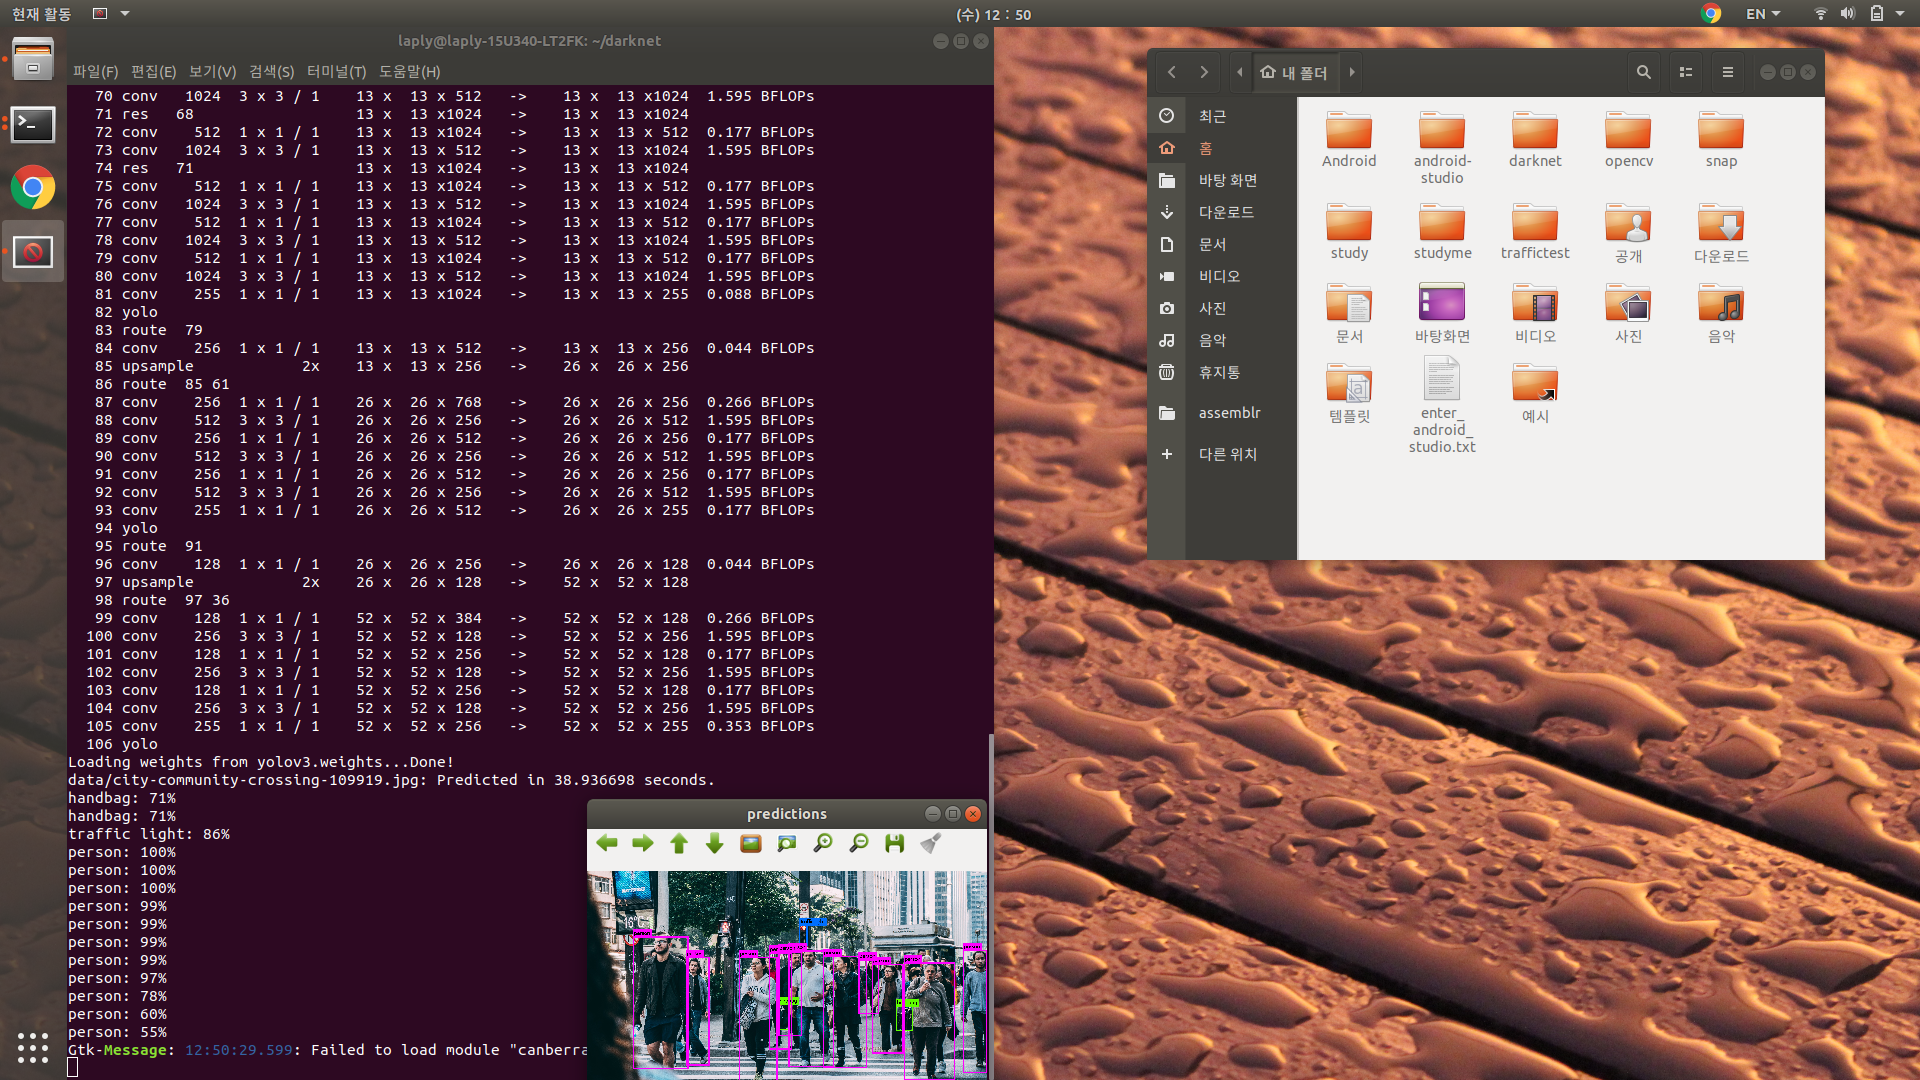 현재 활동
(수) 12 : 50
EN
laply@laply-15U340-LT2FK: ~/darknet
파일(F) 편집(E) 보기(V) 검색(S) 터미널(T) 도움말(H)
70 conv 1024 3 x 3 / 1 13 x 13 x 512 -> 13 x 13 x1024 1.595 BFLOPs
71 res 68 13 x 13 x1024 -> 13 x 13 x1024
72 conv 512 1 x 1 / 1 13 x 13 x1024 -> 13 x 13 x 512 0.177 BFLOPs
73 conv 1024 3 x 3 / 1 13 x 13 x 512 -> 13 x 13 x1024 1.595 BFLOPs
74 res 71 13 x 13 x1024 -> 13 x 13 x1024
75 conv 512 1 x 1 / 1 13 x 13 x1024 -> 13 x 13 x 512 0.177 BFLOPs
76 conv 1024 3 x 3 / 1 13 x 13 x 512 -> 13 x 13 x1024 1.595 BFLOPs
77 conv 512 1 x 1 / 1 13 x 13 x1024 -> 13 x 13 x 512 0.177 BFLOPs
78 conv 1024 3 x 3 / 1 13 x 13 x 512 -> 13 x 13 x1024 1.595 BFLOPs
79 conv 512 1 x 1 / 1 13 x 13 x1024 -> 13 x 13 x 512 0.177 BFLOPs
80 conv 1024 3 x 3 / 1 13 x 13 x 512 -> 13 x 13 x1024 1.595 BFLOPs
81 conv 255 1 x 1 / 1 13 x 13 x1024 -> 13 x 13 x 255 0.088 BFLOPs
82 yolo
83 route 79
84 conv 256 1 x 1 / 1 13 x 13 x 512 -> 13 x 13 x 256 0.044 BFLOPs
85 upsample 2x 13 x 13 x 256 -> 26 x 26 x 256
86 route 85 61
87 conv 256 1 x 1 / 1 26 x 26 x 768 -> 26 x 26 x 256 0.266 BFLOPs
88 conv 512 3 x 3 / 1 26 x 26 x 256 -> 26 x 26 x 512 1.595 BFLOPs
89 conv 256 1 x 1 / 1 26 x 26 x 512 -> 26 x 26 x 256 0.177 BFLOPs
90 conv 512 3 x 3 / 1 26 x 26 x 256 -> 26 x 26 x 512 1.595 BFLOPs
91 conv 256 1 x 1 / 1 26 x 26 x 512 -> 26 x 26 x 256 0.177 BFLOPs
92 conv 512 3 x 3 / 1 26 x 26 x 256 -> 26 x 26 x 512 1.595 BFLOPs
93 conv 255 1 x 1 / 1 26 x 26 x 512 -> 26 x 26 x 255 0.177 BFLOPs
94 yolo
95 route 91
96 conv 128 1 x 1 / 1 26 x 26 x 256 -> 26 x 26 x 128 0.044 BFLOPs
97 upsample 2x 26 x 26 x 128 -> 52 x 52 x 128
98 route 97 36
99 conv 128 1 x 1 / 1 52 x 52 x 384 -> 52 x 52 x 128 0.266 BFLOPs
100 conv 256 3 x 3 / 1 52 x 52 x 128 -> 52 x 52 x 256 1.595 BFLOPs
101 conv 128 1 x 1 / 1 52 x 52 x 256 -> 52 x 52 x 128 0.177 BFLOPs
102 conv 256 3 x 3 / 1 52 x 52 x 128 -> 52 x 52 x 256 1.595 BFLOPs
103 conv 128 1 x 1 / 1 52 x 52 x 256 -> 52 x 52 x 128 0.177 BFLOPs
104 conv 256 3 x 3 / 1 52 x 52 x 128 -> 52 x 52 x 256 1.595 BFLOPs
105 conv 255 1 x 1 / 1 52 x 52 x 256 -> 52 x 52 x 255 0.353 BFLOPs
106 yolo
Loading weights from yolov3.weights...Done!
data/city-community-crossing-109919.jpg: Predicted in 38.936698 seconds.
handbag: 71%
handbag: 71%
traffic light: 86%
person: 100%
person: 100%
person: 100%
person: 99%
person: 99%
person: 99%
person: 99%
person: 97%
person: 78%
person: 60%
person: 55%
Gtk-Message: 12:50:29.599: Failed to load module "canberra
predictions
16°C
내 폴더
최근
홈
바탕 화면
다운로드
문서
비디오
사진
음악
휴지통
assemblr
다른 위치
Android
android-
studio
darknet
opencv
snap
study
studyme
traffictest
공개
다운로드
문서
바탕화면
비디오
사진
음악
템플릿
enter_
android_
studio.txt
예시